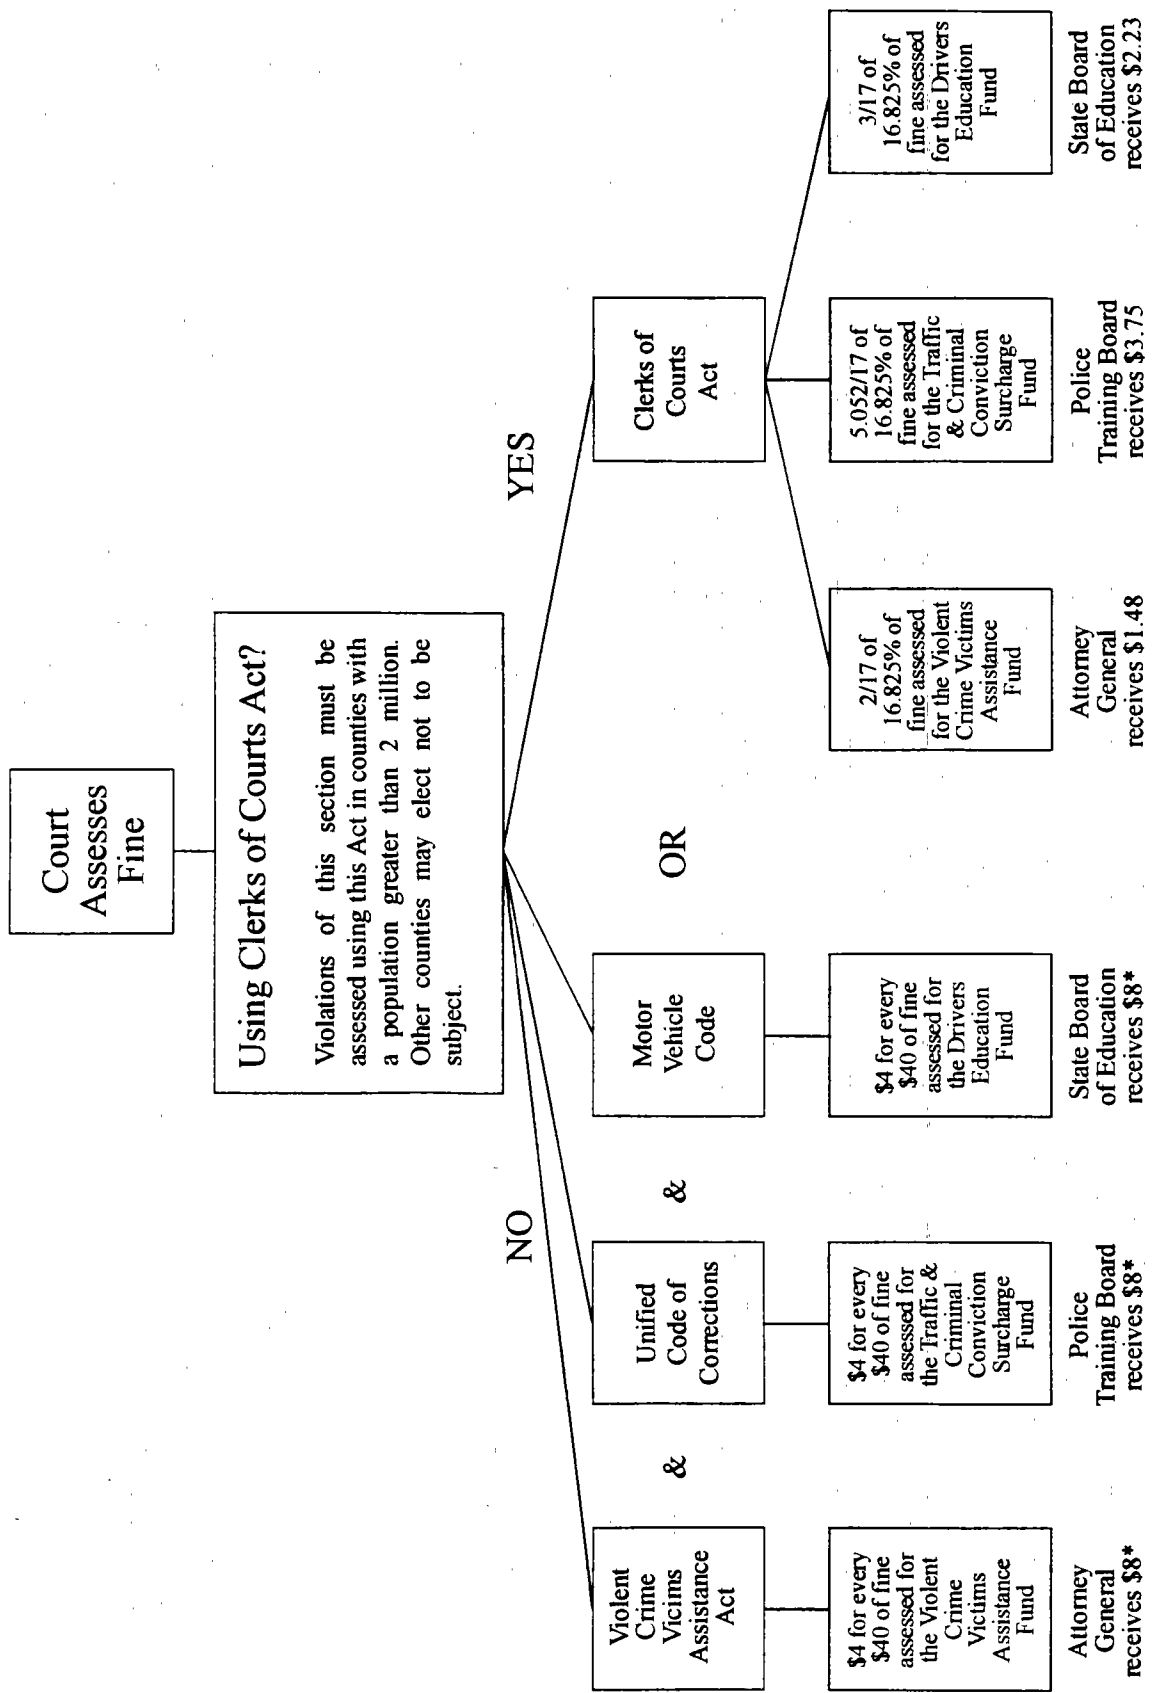 Court
Assesses
Fine
Using Clerks of Courts Act?
Violations of this section must be
assessed using this Act in counties with
a population greater than 2 million.
Other counties may elect not to be
subject.
NO
YES
Violent
Crime
Vicims
Assistance
Act
&
Unified
Code of
Corrections
&
Motor
Vehicle
Code
OR
Clerks of
Courts
Act
$4 for every
$40 of fine
assessed for
the Violent
Crime
Victims
Assistance
Fund
$4 for every
$40 of fine
assessed for
the Traffic &
Criminal
Conviction
Surcharge
Fund
$4 for every
$40 of fine
assessed for
the Drivers
Education
Fund
2/17 of
16.825% of
fine assessed
for the Violent
Crime Victims
Assistance
Fund
5.052/17 of
16.825% of
fine assessed
for the Traffic
& Criminal
Conviction
Surcharge
Fund
3/17 of
16.825% of
fine assessed
for the Drivers
Education
Fund
Attorney
General
receives $8*
Police
Training Board
receives $8*
State Board
of Education
receives $8*
Attorney
General
receives $1.48
Police
Training Board
receives $3.75
State Board
of Education
receives $2.23